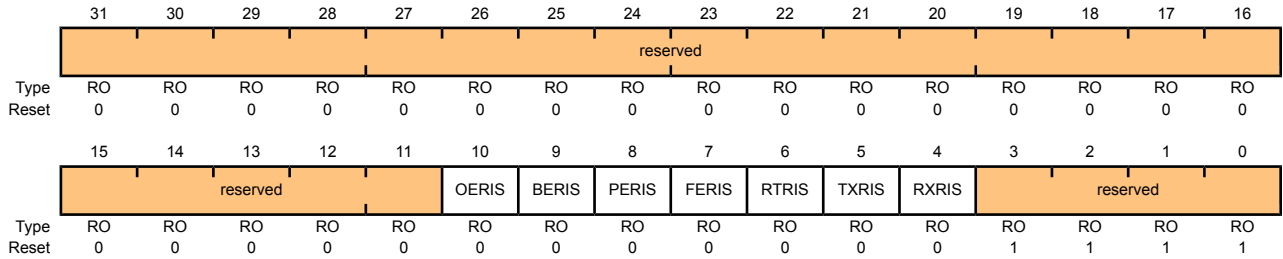 31 30 29 28 27 26 25 24 23 22 21 20 19 18 17 16
reserved
Type RO RO RO RO RO RO RO RO RO RO RO RO RO RO RO RO
Reset 0 0 0 0 0 0 0 0 0 0 0 0 0 0 0 0
15 14 13 12 11 10 9 8 7 6 5 4 3 2 1 0
reserved OERIS BERIS PERIS FERIS RTRIS TXRIS RXRIS reserved
Type RO RO RO RO RO RO RO RO RO RO RO RO RO RO RO RO
Reset 0 0 0 0 0 0 0 0 0 0 0 0 1 1 1 1